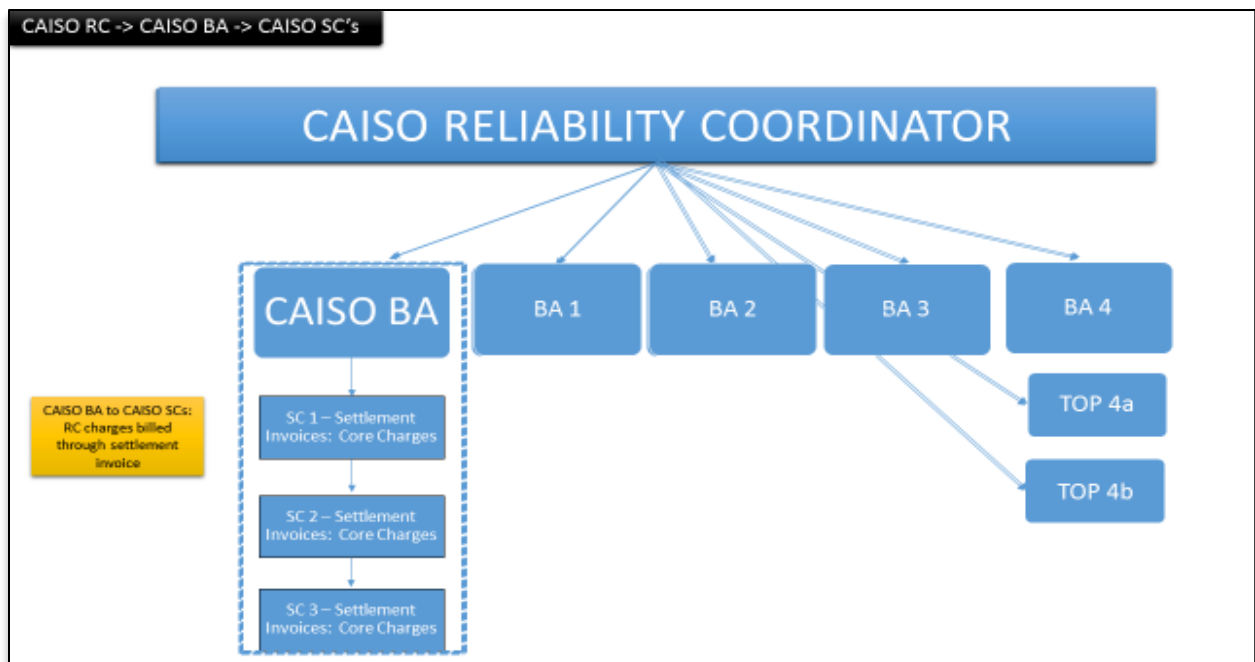 CAISO RC -> CAISO BA -> CAISO SC's
CAISO RELIABILITY COORDINATOR
CAISO BA
BA 1
BA 2
BA 3
BA 4
CAISO BA to CAISO SCs:
RC charges billed
through settlement
invoice
SC 1 – Settlement
Invoices: Core Charges
SC 2 – Settlement
Invoices: Core Charges
SC 3 – Settlement
Invoices: Core Charges
TOP 4a
TOP 4b